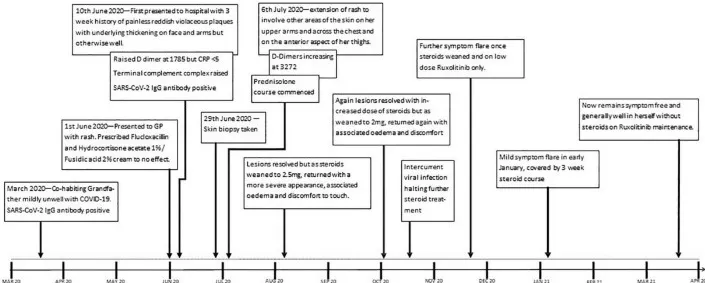 10th June 2020—First presented to hospital with 3
week history of painless reddish violaceous plaques
with underlying thickening on face and arms but
otherwise well.
6th July 2020—extension of rash to
involve other areas of the skin on her
upper arms and across the chest and
on the anterior aspect of her thighs.
Raised D dimer at 1785 but CRP <5
Terminal complement complex raised
SARS-CoV-2 IgG antibody positive
D-Dimers increasing
at 3272
Prednisolone
course commenced
Further symptom flare once
steroids weaned and on low
dose Ruxolitinib only.
1st June 2020—Presented to GP
with rash. Prescribed Fludoxacillin
and Hydrocortisone acetate 1%/
Fusidic acid 2% cream to no effect.
29th June 2020 —
Skin biopsy taken
Again lesions resolved with in-
creased dose of steroids but as
weaned to 2mg, returned again with
associated oedema and discomfort
Now remains symptom free and
generally well in herself without
steroids on Ruxolitinib maintenance.
March 2020—Co-habiting Grandfa-
ther mildly unwell with COVID-19.
SARS-CoV-2 IgG antibody positive
Lesions resolved but as steroids
weaned to 2.5mg, returned with a
more severe appearance, associated
oedema and discomfort to touch.
Intercurrent
viral infection
halting further
steroid treat-
ment
Mild symptom flare in early
January, covered by 3 week
steroid course
MAR 20 APR 20 MAY 20 JUN 20 JUL 20 AUG 20 SEP 20 OCT 20 NOV 20 DEC 20 JAN 21 FEB 21 MAR 21 APR 20